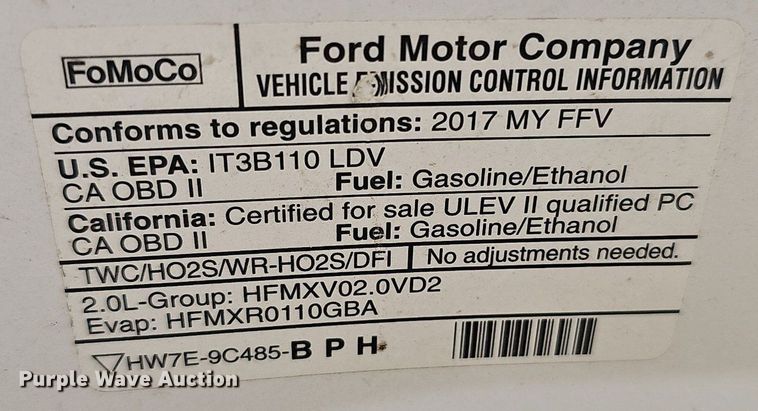 FoMoCo
Ford Motor Company
VEHICLE EMISSION CONTROL INFORMATION
Conforms to regulations: 2017 MY FFV
U.S. EPA: IT3B110 LDV
CA OBD II Fuel: Gasoline/Ethanol
California: Certified for sale ULEV II qualified PC
CA OBD II Fuel: Gasoline/Ethanol
TWC/HO2S/WR-HO2S/DFI No adjustments needed.
2.0L-Group: HFMXV02.0VD2
Evap: HFMXR0110GBA
HW7E-9C485-B P H
Purple Wave Auction